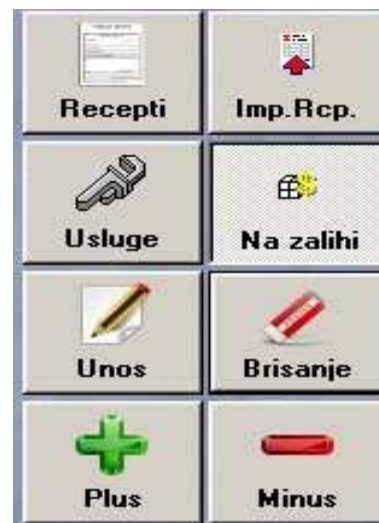 Recepti
Imp.Rcp.
Usluge
Na zalihi
Unos
Brisanje
Plus
Minus